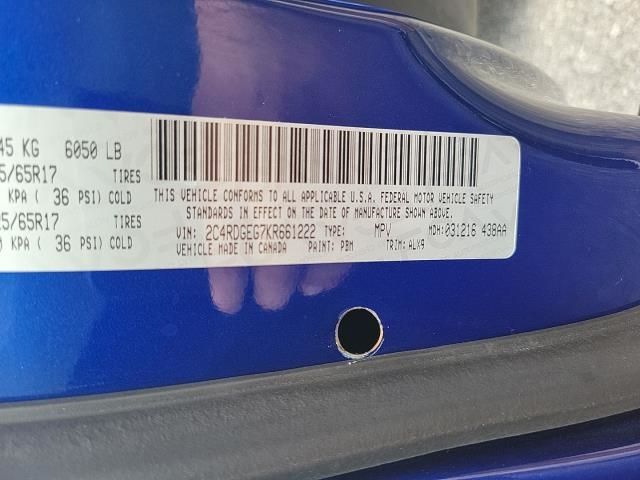 45 KG 6050 LB
5/65R17 TIRES
KPA ( 36 PSI) COLD
25/65R17 TIRES
0 KPA ( 36 PSI) COLD
THIS VEHICLE CONFORMS TO ALL APPLICABLE U.S.A. FEDERAL MOTOR VEHICLE SAFETY
STANDARDS IN EFFECT ON THE DATE OF MANUFACTURE SHOWN ABOVE.
VIN: 2C4RDGEG7KR661222 TYPE: MPV MDH: 031216 438AA
VEHICLE MADE IN CANADA PAINT: PBM TRIM: ALX9